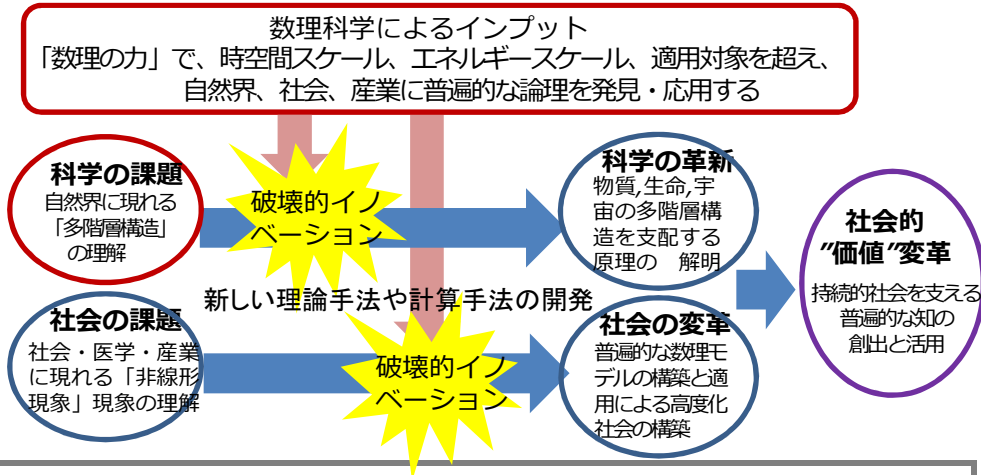 数理科学によるインプット
「数理の力」で、時空間スケール、エネルギースケール、適用対象を超え、
自然界、社会、産業に普遍的な論理を発見・応用する
科学の課題
自然界に現れる
「多階層構造」
の理解
破壊的イノ
ベーション
科学の革新
物質,生命,宇
宙の多階層構
造を支配する
原理の 解明
社会的
"価値"変革
持続的社会を支える
普遍的な知の
創出と活用
新しい理論手法や計算手法の開発
社会の課題
社会・医学・産業
に現れる「非線形
現象」現象の理解
破壊的イノ
ベーション
社会の変革
普遍的な数理モ
デルの構築と適
用による高度化
社会の構築